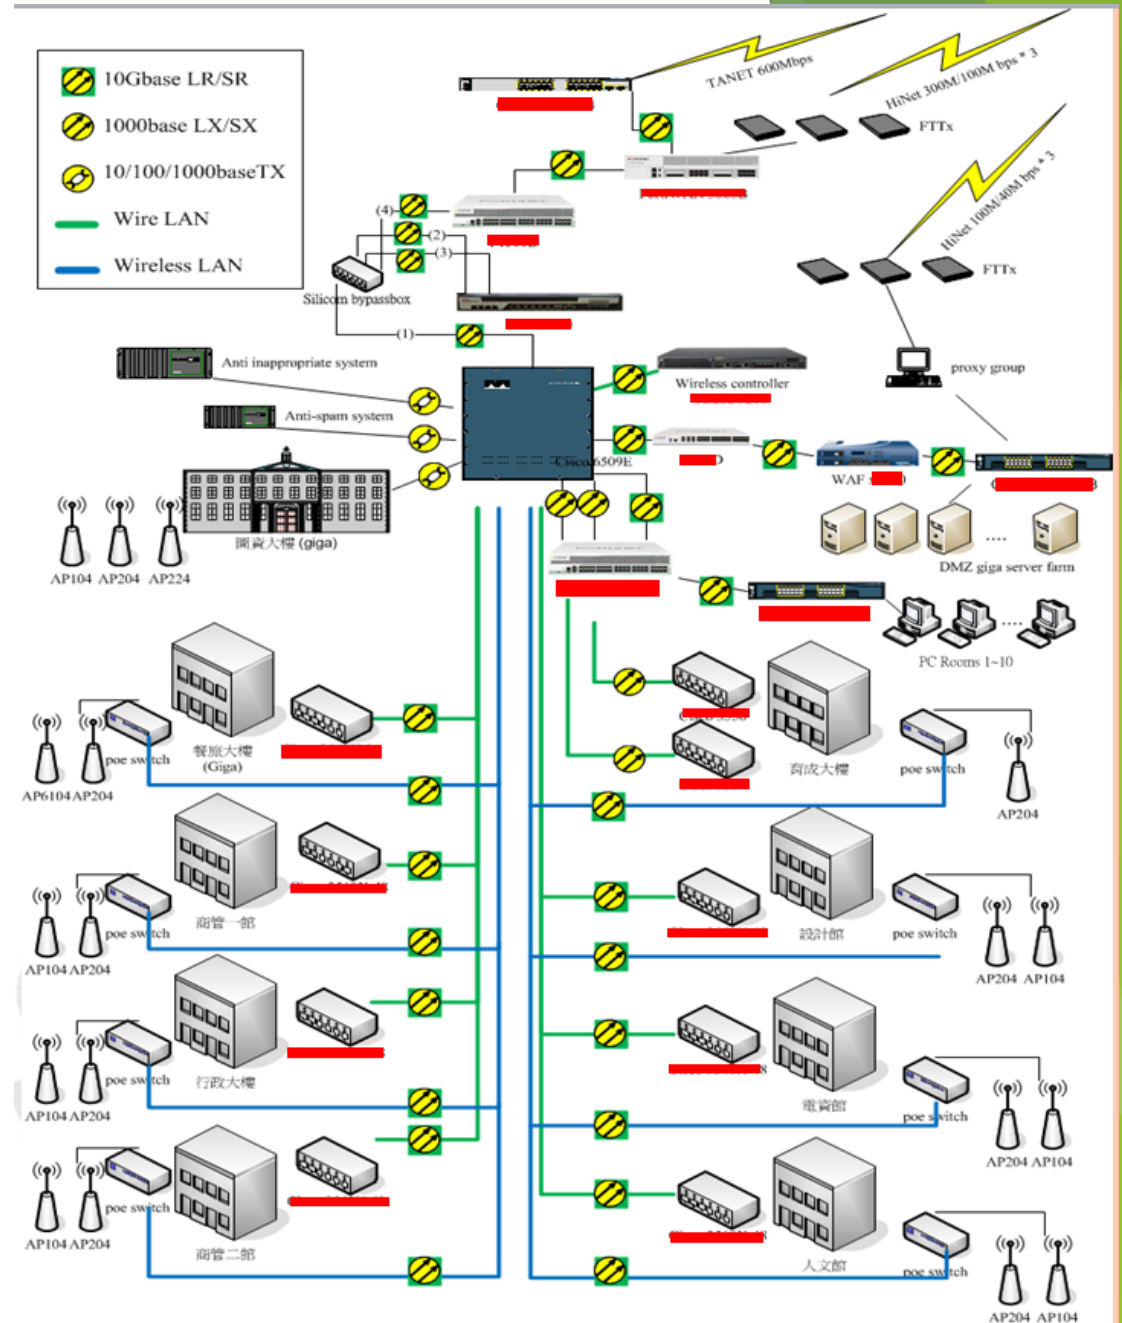 10Gbase LR/SR
1000base LX/SX
10/100/1000baseTX
Wire LAN
Wireless LAN
TANET 600Mbps
HiNet 300M/100M bps * 3
FTTx
HiNet 100M/40M bps * 3
FTTx
(4)
(2)
(3)
Silicom bypassbox
(1)
Anti inappropriate system
Anti-spam system
Wireless controller
proxy group
Cisco 6509E
D
WAF
圖資大樓 (giga)
AP104 AP204 AP224
DMZ giga server farm
PC Rooms 1~10
餐旅大樓
(Giga)
poe switch
AP6104 AP204
育成大樓
poe switch
AP204
商管一館
poe switch
AP104 AP204
設計館
poe switch
AP204 AP104
行政大樓
poe switch
AP104 AP204
電資館
poe switch
AP204 AP104
商管二館
poe switch
AP104 AP204
人文館
poe switch
AP204 AP104